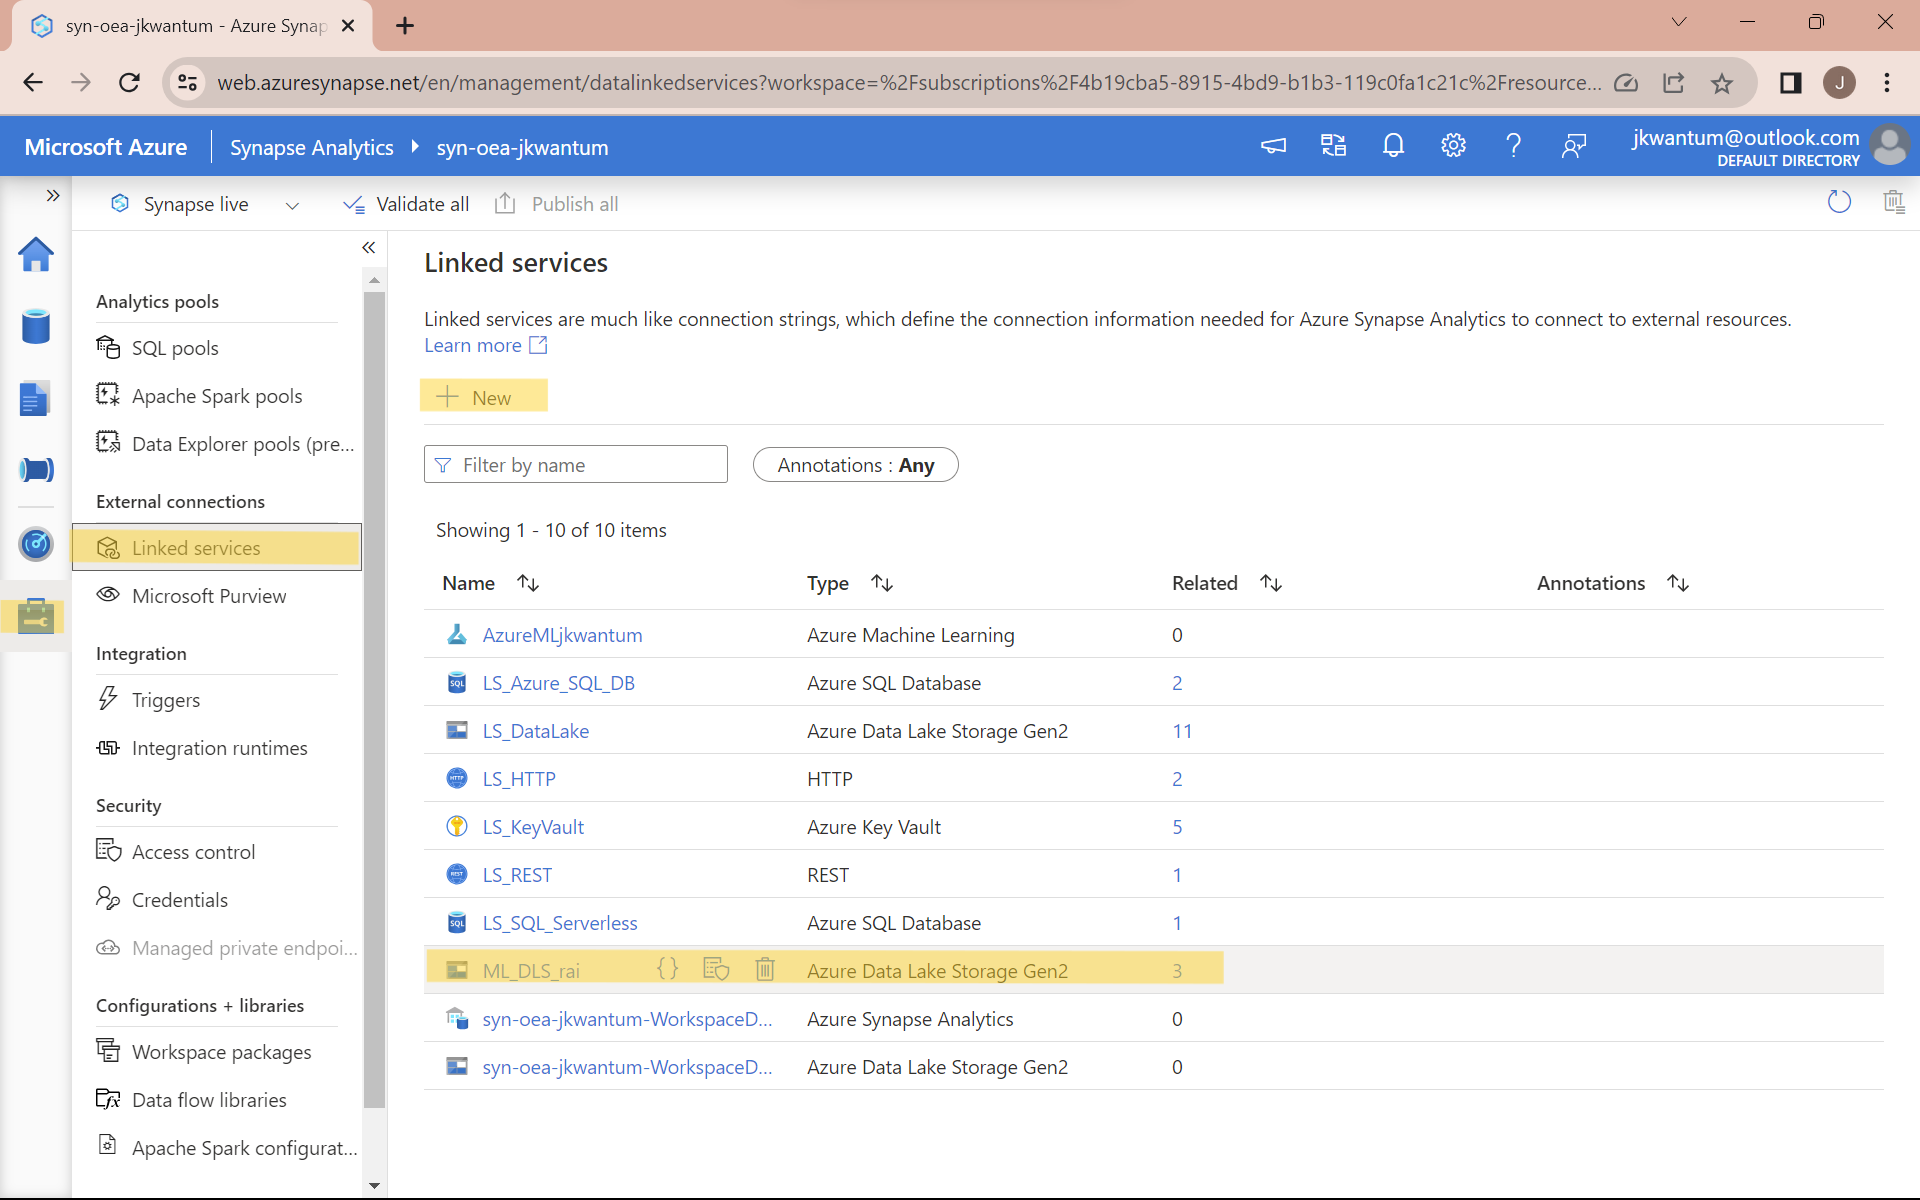 syn-oea-jkwantum - Azure Synap
web.azuresynapse.net/en/management/datalinkedservices?workspace=%2Fsubscriptions%2F4b19cba5-8915-4bd9-b1b3-119c0fa1c21c%2Fresource...
J
Microsoft Azure
Synapse Analytics
syn-oea-jkwantum
jkwantum@outlook.com
DEFAULT DIRECTORY
Synapse live
Validate all
Publish all
Analytics pools
SQL pools
Apache Spark pools
Data Explorer pools (pre...
External connections
Linked services
Microsoft Purview
Integration
Triggers
Integration runtimes
Security
Access control
Credentials
Managed private endpoi...
Configurations + libraries
Workspace packages
Data flow libraries
Apache Spark configurat...
Linked services
Linked services are much like connection strings, which define the connection information needed for Azure Synapse Analytics to connect to external resources.
Learn more
New
Filter by name
Annotations : Any
Showing 1 - 10 of 10 items
Name Type Related Annotations
AzureMLjkwantum Azure Machine Learning 0
SQL LS_Azure_SQL_DB Azure SQL Database 2
LS_DataLake Azure Data Lake Storage Gen2 11
HTTP LS_HTTP HTTP 2
LS_KeyVault Azure Key Vault 5
REST LS_REST REST 1
SQL LS_SQL_Serverless Azure SQL Database 1
ML_DLS_rai {} Azure Data Lake Storage Gen2 3
syn-oea-jkwantum-WorkspaceD... Azure Synapse Analytics 0
syn-oea-jkwantum-WorkspaceD... Azure Data Lake Storage Gen2 0